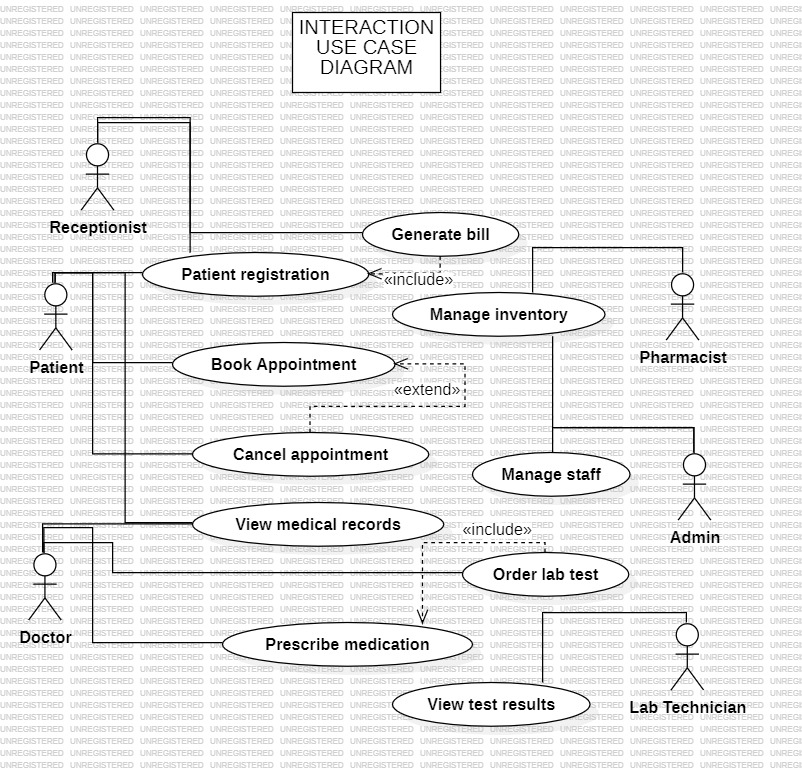 INTERACTION
USE CASE
DIAGRAM
Receptionist
Generate bill
Patient registration
«include»
Manage inventory
Patient
Pharmacist
Book Appointment
«extend»
Cancel appointment
Manage staff
View medical records
«include»
Admin
Order lab test
Doctor
Prescribe medication
View test results
Lab Technician
UNREGISTERED